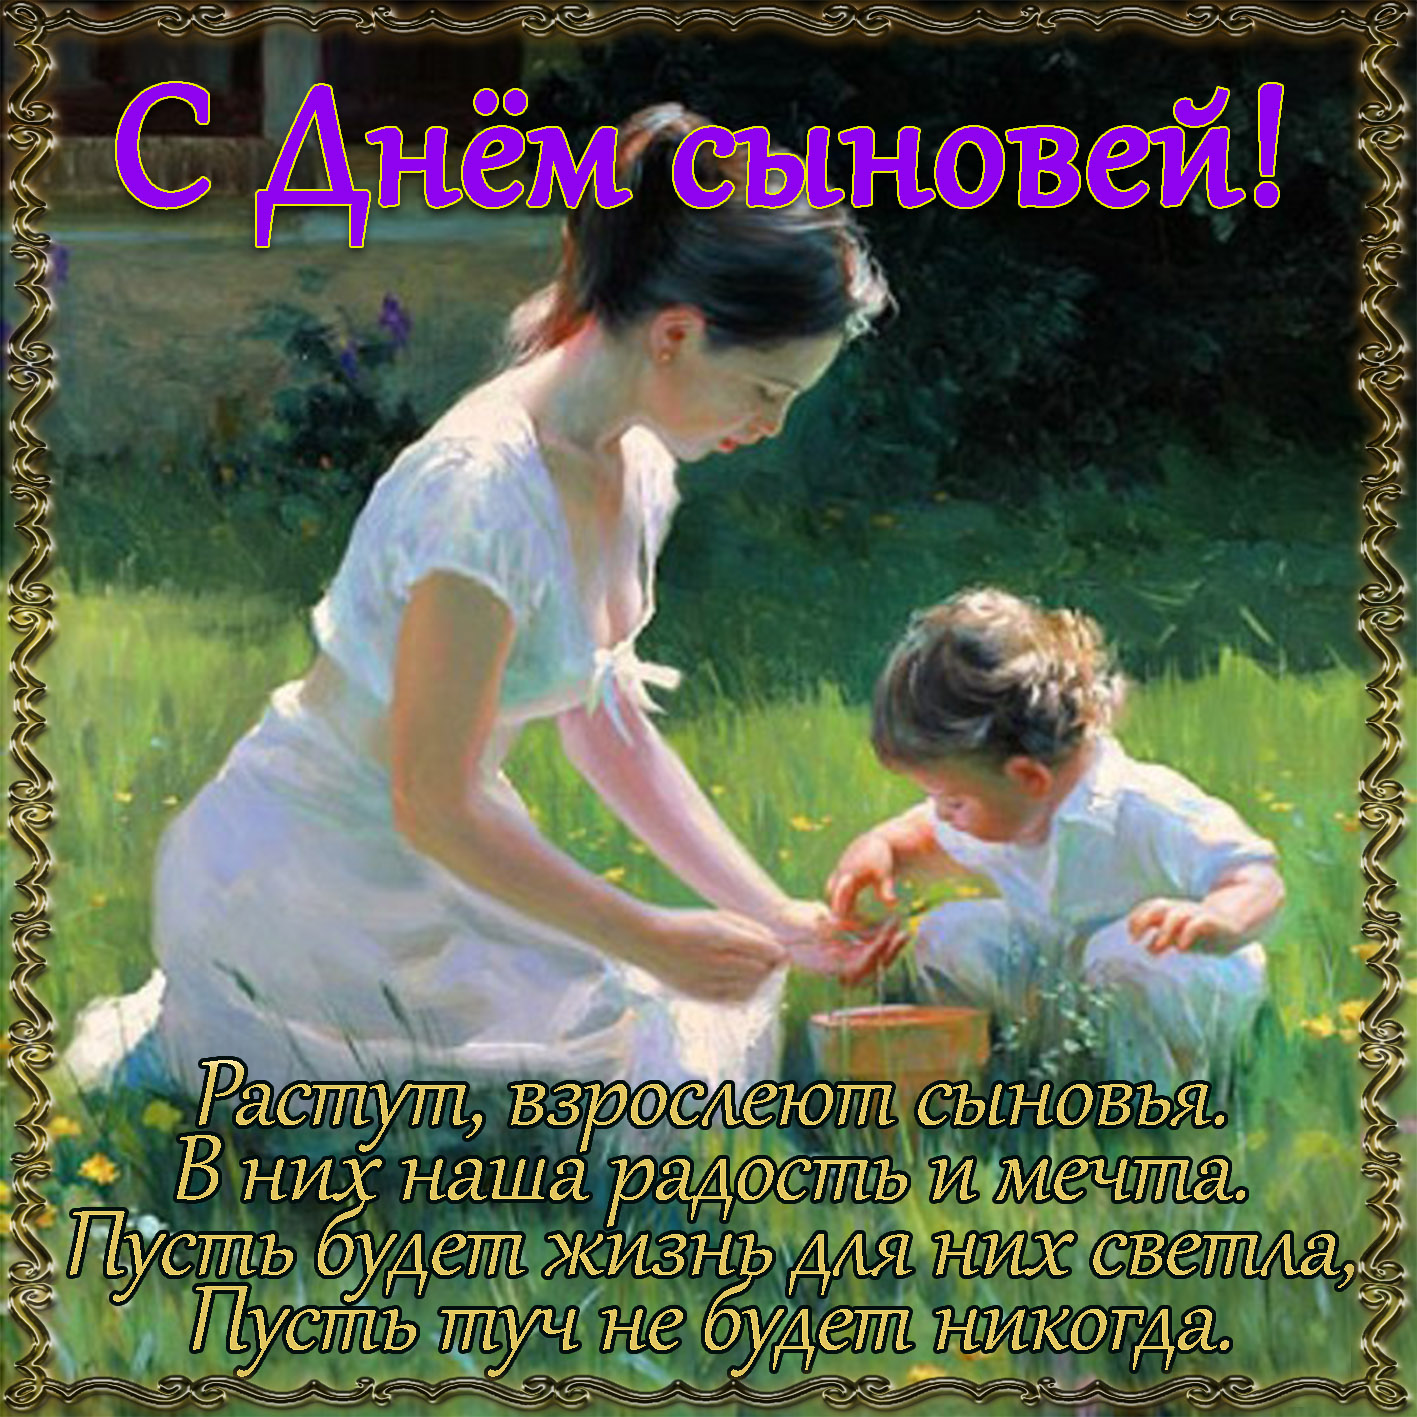 С Днём сыновей!
Растут, взрослеют сыновья.
В них наша радость и мечта.
Пусть будет жизнь для них светла,
Пусть туч не будет никогда.